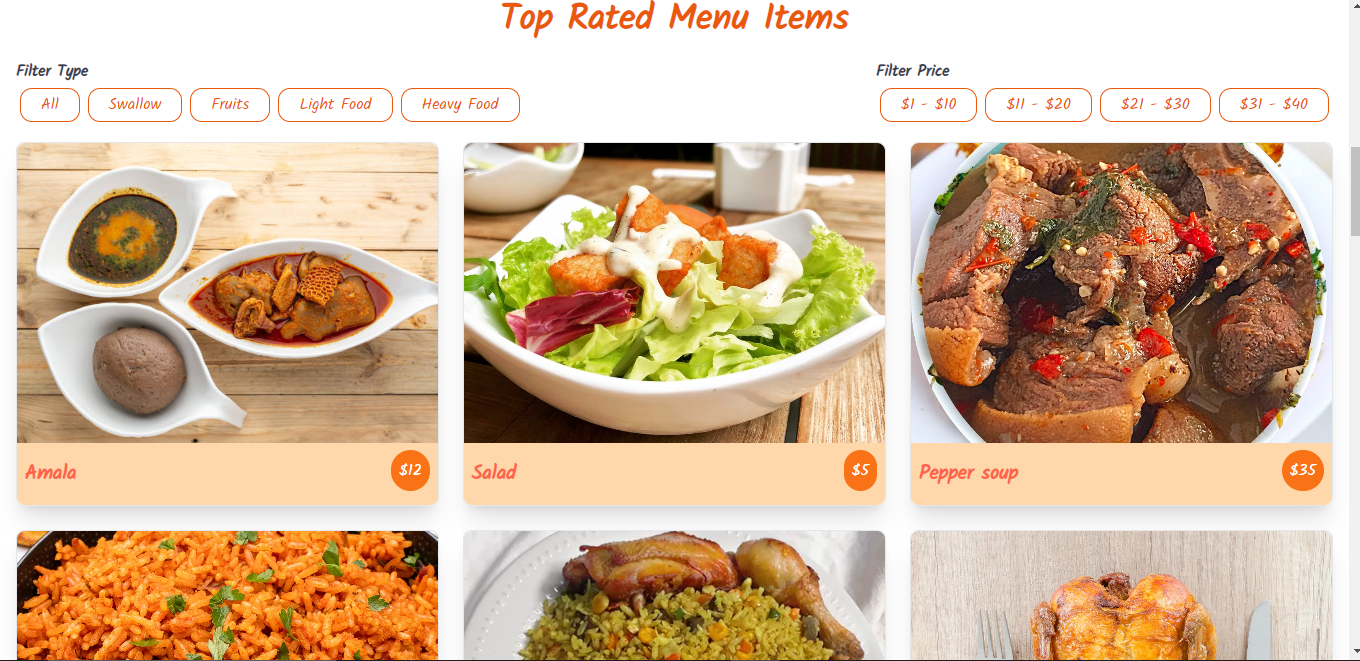 Top Rated Menu Items
Filter Type
Filter Price
All
Swallow
Fruits
Light Food
Heavy Food
$1 - $10
$11 - $20
$21 - $30
$31 - $40
Amala
$12
Salad
$5
Pepper soup
$35